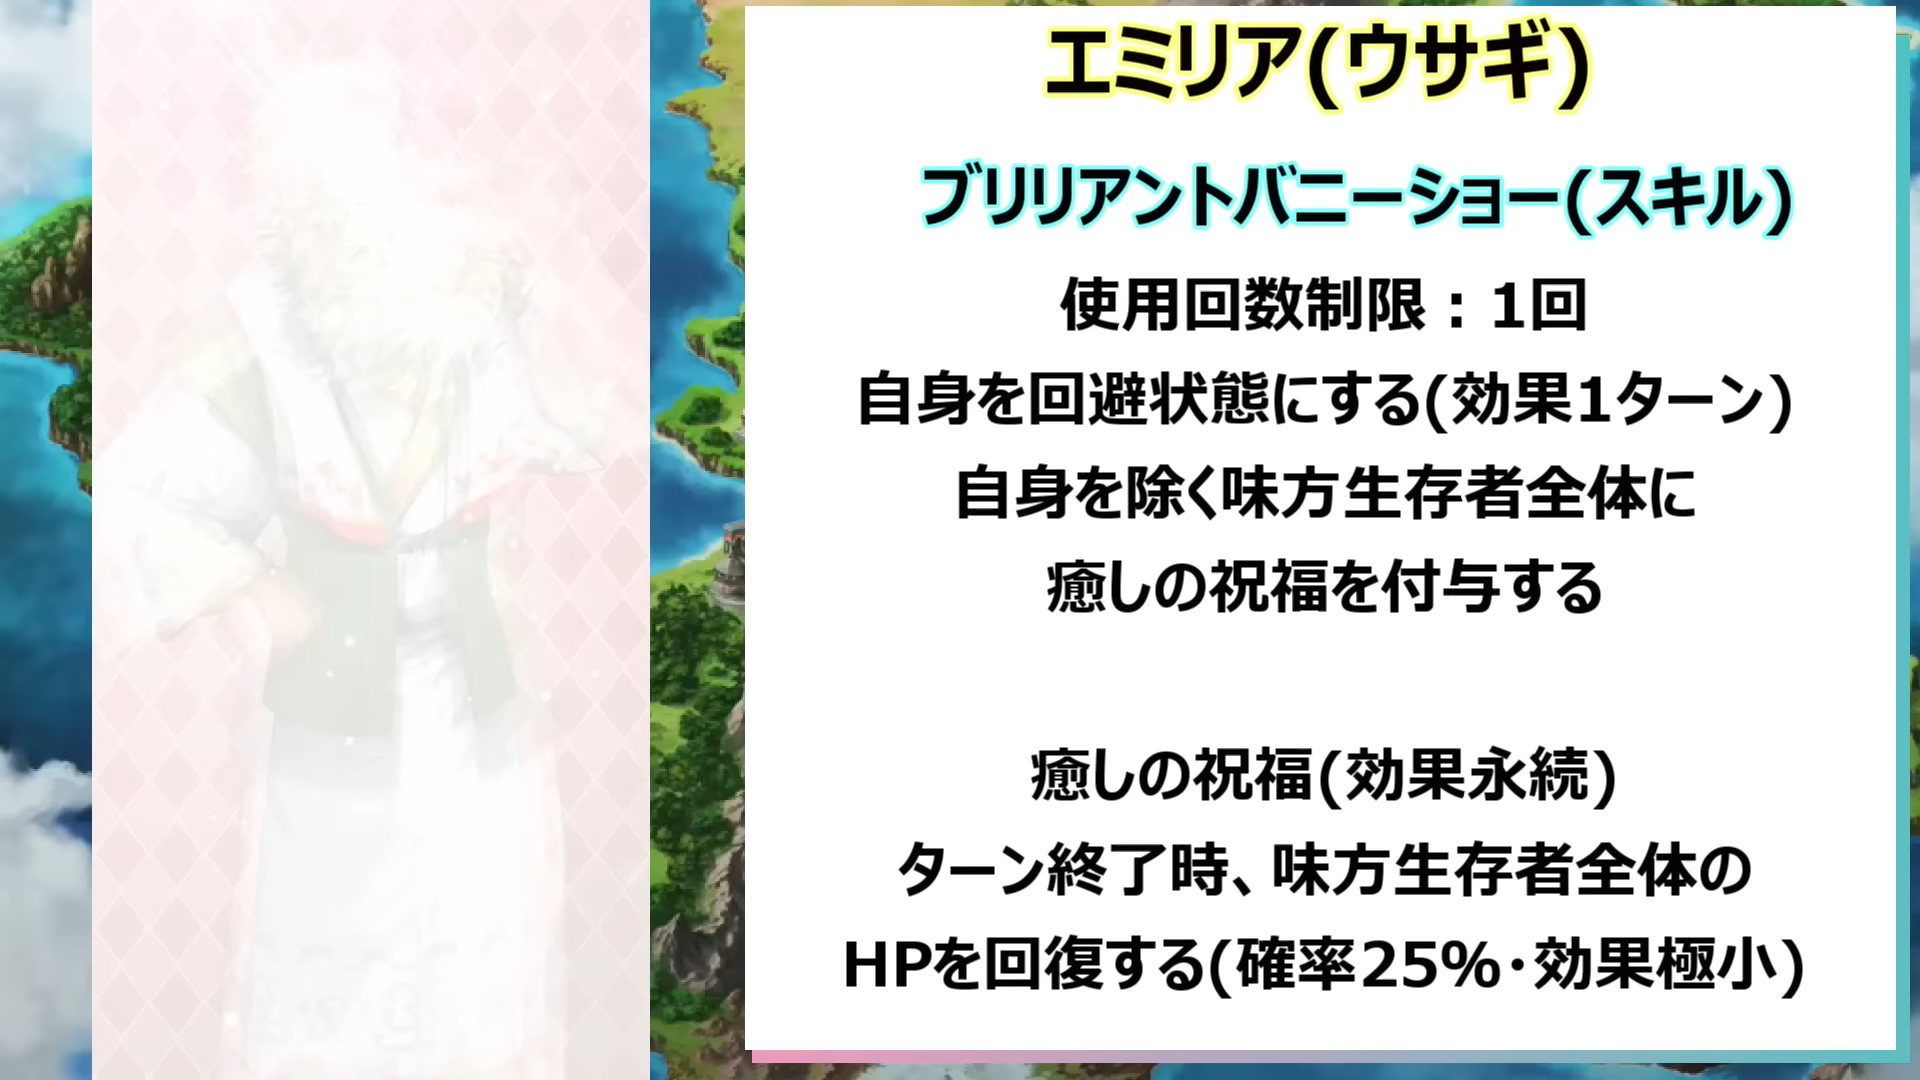 エミリア(ウサギ)
ブリリアントバニーショー(スキル)
使用回数制限：1回
自身を回避状態にする(効果1ターン)
自身を除く味方生存者全体に
癒しの祝福を付与する
癒しの祝福(効果永続)
ターン終了時、味方生存者全体の
HPを回復する(確率25%・効果極小)